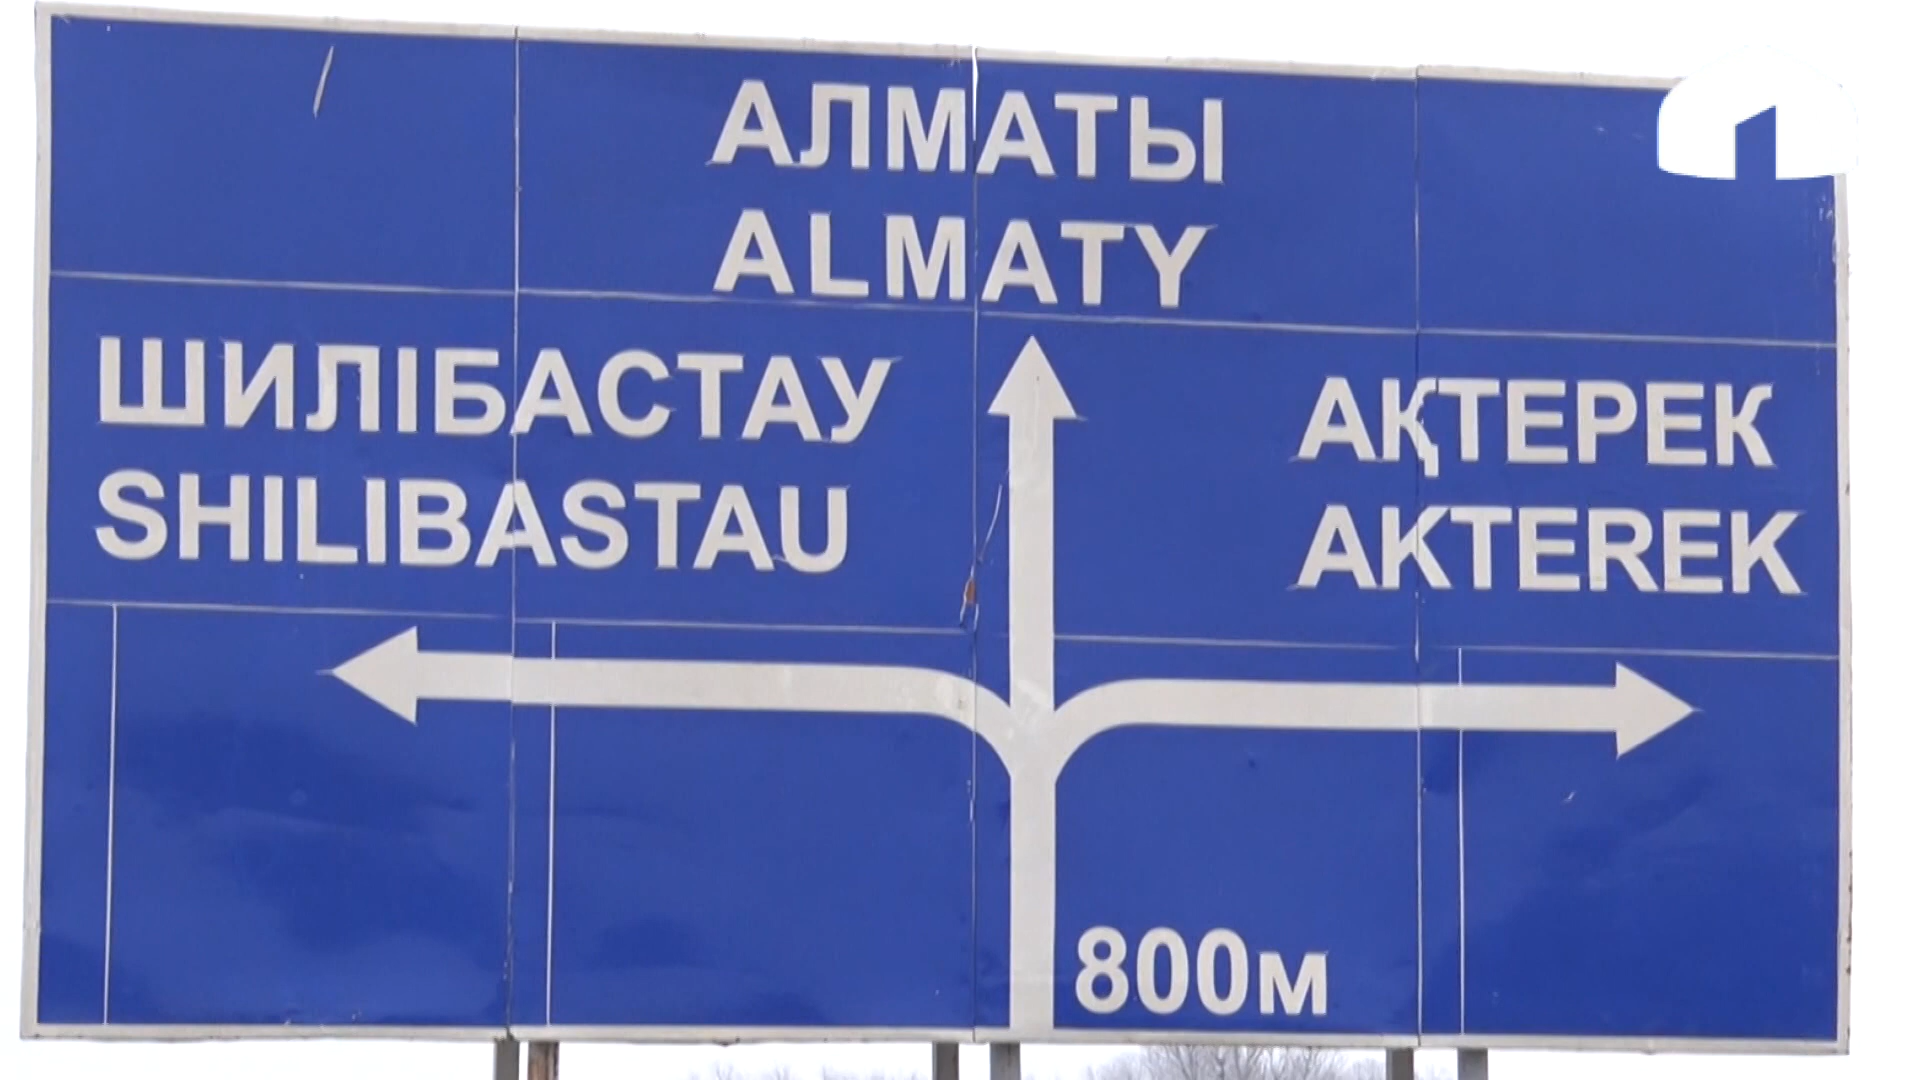 АЛМАТЫ
ALMATY
ШИЛІБАСТАУ
SHILIBASTAU
АҚТЕРЕК
AKTEREK
800м